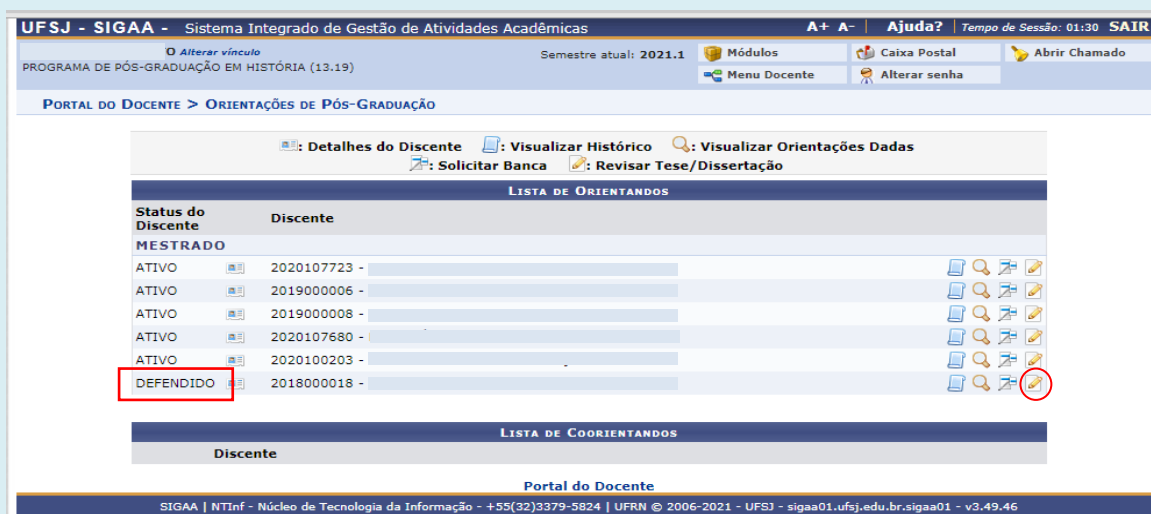 UFSJ - SIGAA - Sistema Integrado de Gestão de Atividades Acadêmicas A+ A- | Ajuda? | Tempo de Sessão: 01:30 SAIR
O Alterar vínculo Semestre atual: 2021.1 Módulos Caixa Postal Abrir Chamado
PROGRAMA DE PÓS-GRADUAÇÃO EM HISTÓRIA (13.19) Menu Docente Alterar senha
PORTAL DO DOCENTE > ORIENTAÇÕES DE PÓS-GRADUAÇÃO
: Detalhes do Discente : Visualizar Histórico : Visualizar Orientações Dadas
: Solicitar Banca : Revisar Tese/Dissertação
LISTA DE ORIENTANDOS
Status do Discente Discente
MESTRADO
ATIVO 2020107723 -
ATIVO 2019000006 -
ATIVO 2019000008 -
ATIVO 2020107680 -
ATIVO 2020100203 -
DEFENDIDO 2018000018 -
LISTA DE COORIENTANDOS
Discente
Portal do Docente
SIGAA | NTInf - Núcleo de Tecnologia da Informação - +55(32)3379-5824 | UFRN © 2006-2021 - UFSJ - sigaa01.ufsj.edu.br.sigaa01 - v3.49.46